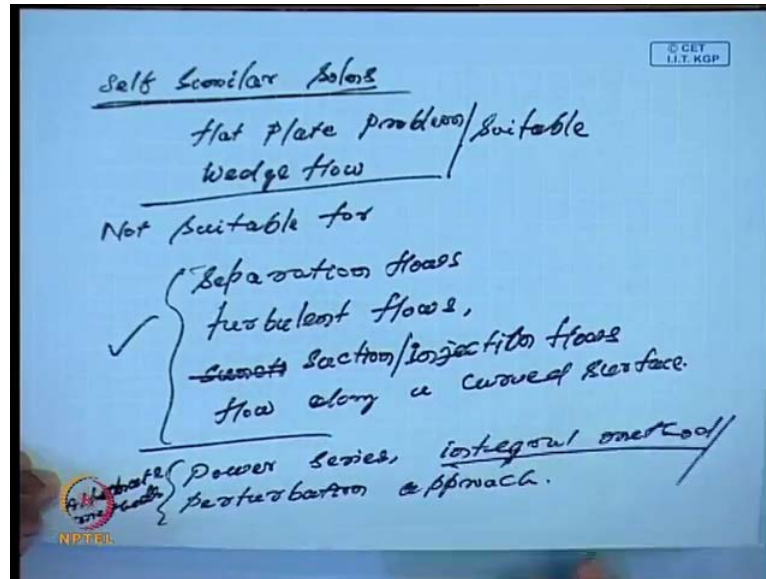 © CET
I.I.T. KGP
Self Similar Solns
flat plate problem / Suitable
Wedge flow
Not suitable for
Separation flows
turbulent flows,
suction/injection flows
flow along a curved surface.
Power series, integral method
perturbation approach.
NPTEL